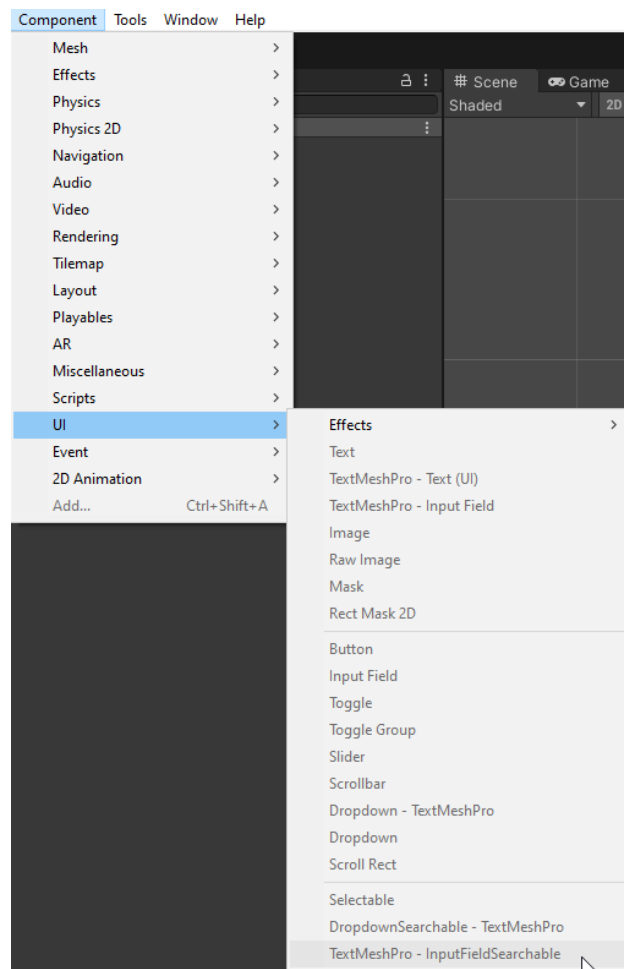 Component Tools Window Help
Mesh
Effects
Physics
Physics 2D
Navigation
Audio
Video
Rendering
Tilemap
Layout
Playables
AR
Miscellaneous
Scripts
UI
Event
2D Animation
Add... Ctrl+Shift+A
# Scene Game
Shaded 2D
Effects
Text
TextMeshPro - Text (UI)
TextMeshPro - Input Field
Image
Raw Image
Mask
Rect Mask 2D
Button
Input Field
Toggle
Toggle Group
Slider
Scrollbar
Dropdown - TextMeshPro
Dropdown
Scroll Rect
Selectable
DropdownSearchable - TextMeshPro
TextMeshPro - InputFieldSearchable